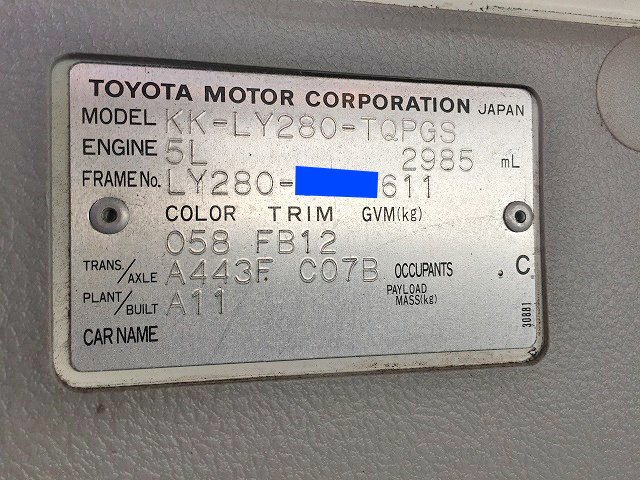 TOYOTA MOTOR CORPORATION JAPAN
MODEL KK-LY280-TQPGS
ENGINE 5L 2985 mL
FRAME No. LY280- 611
COLOR TRIM GVM(kg)
058 FB12
TRANS./AXLE A443F C07B OCCUPANTS . C.
PAYLOAD MASS(kg)
PLANT/BUILT A11
CAR NAME
30881